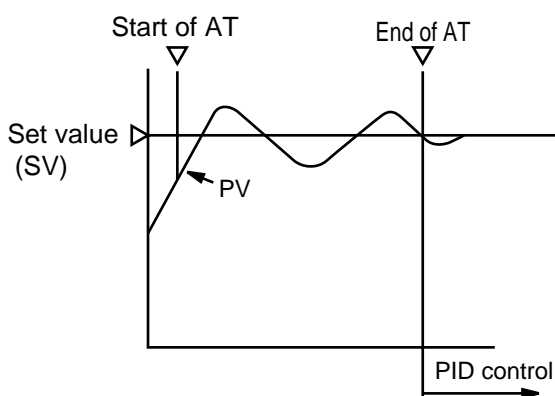 Start of AT
End of AT
Set value
(SV)
PV
PID control